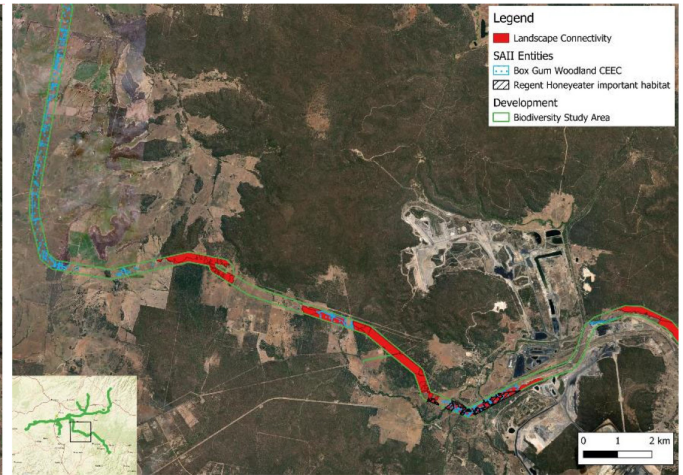 Legend
Landscape Connectivity
SAII Entities
Box Gum Woodland CEEC
Regent Honeyeater important habitat
Development
Biodiversity Study Area
0 1 2 km